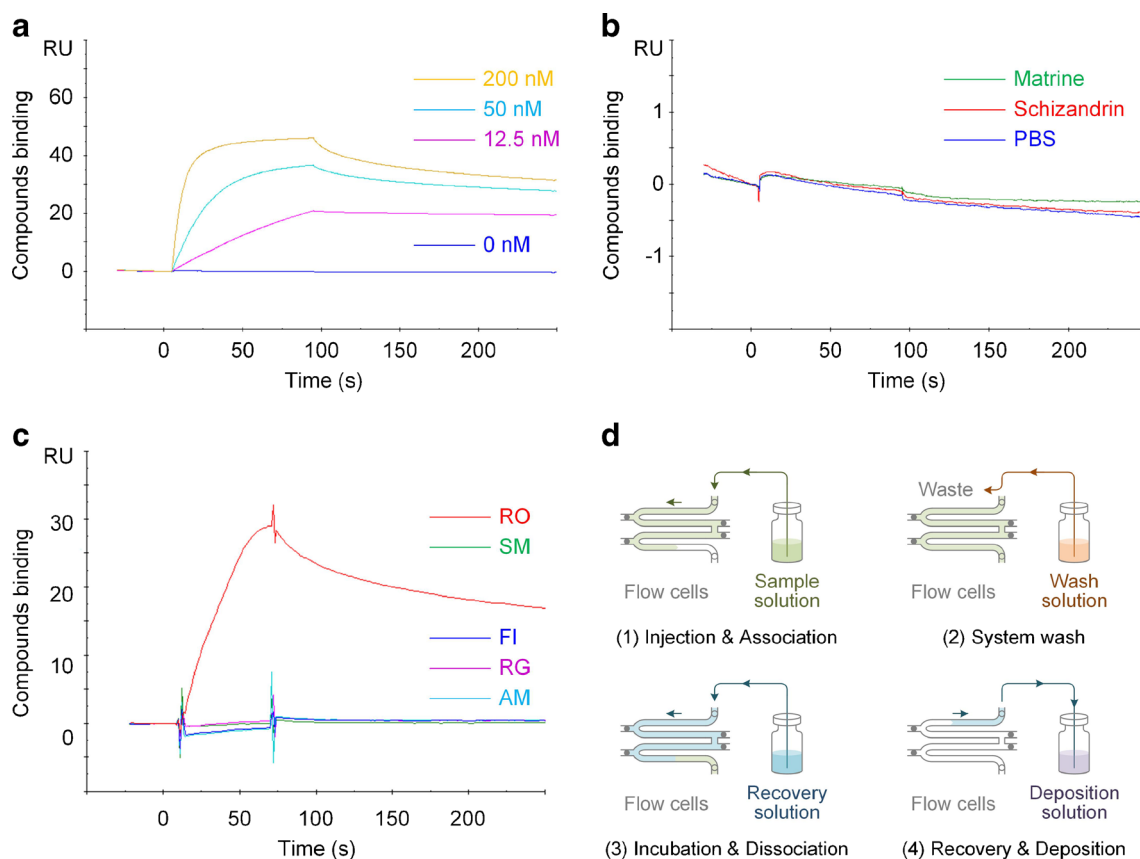 a
RU
60
40
20
0
Compounds binding
200 nM
50 nM
12.5 nM
0 nM
0
50
100
150
200
Time (s)
b
RU
1
0
-1
Compounds binding
Matrine
Schizandrin
PBS
0
50
100
150
200
Time (s)
c
RU
30
20
10
0
Compounds binding
RO
SM
FI
RG
AM
0
50
100
150
200
Time (s)
d
Flow cells
Sample
solution
(1) Injection & Association
Waste
Flow cells
Wash
solution
(2) System wash
Flow cells
Recovery
solution
(3) Incubation & Dissociation
Flow cells
Deposition
solution
(4) Recovery & Deposition